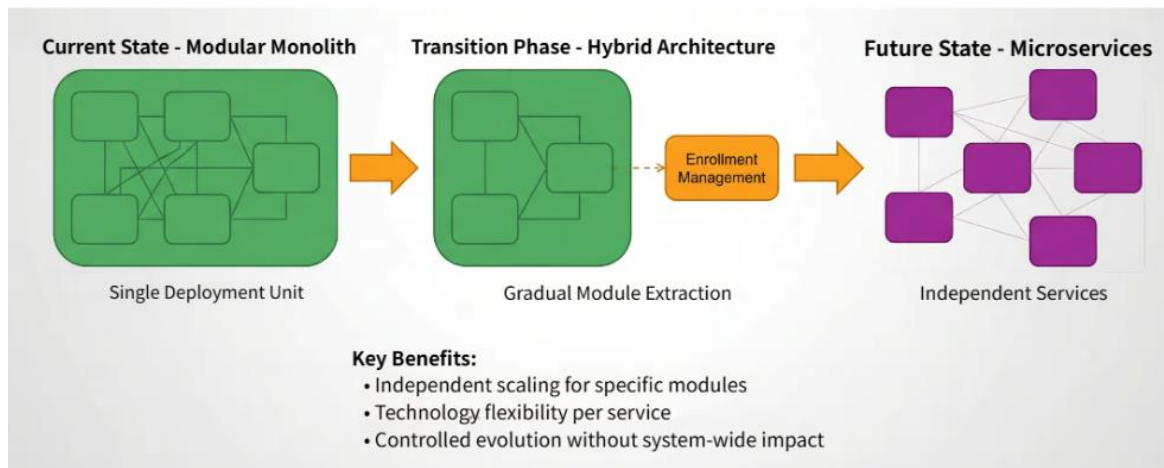 Current State - Modular Monolith
Transition Phase - Hybrid Architecture
Future State - Microservices
Enrollment
Management
Single Deployment Unit
Gradual Module Extraction
Independent Services
Key Benefits:
• Independent scaling for specific modules
• Technology flexibility per service
• Controlled evolution without system-wide impact